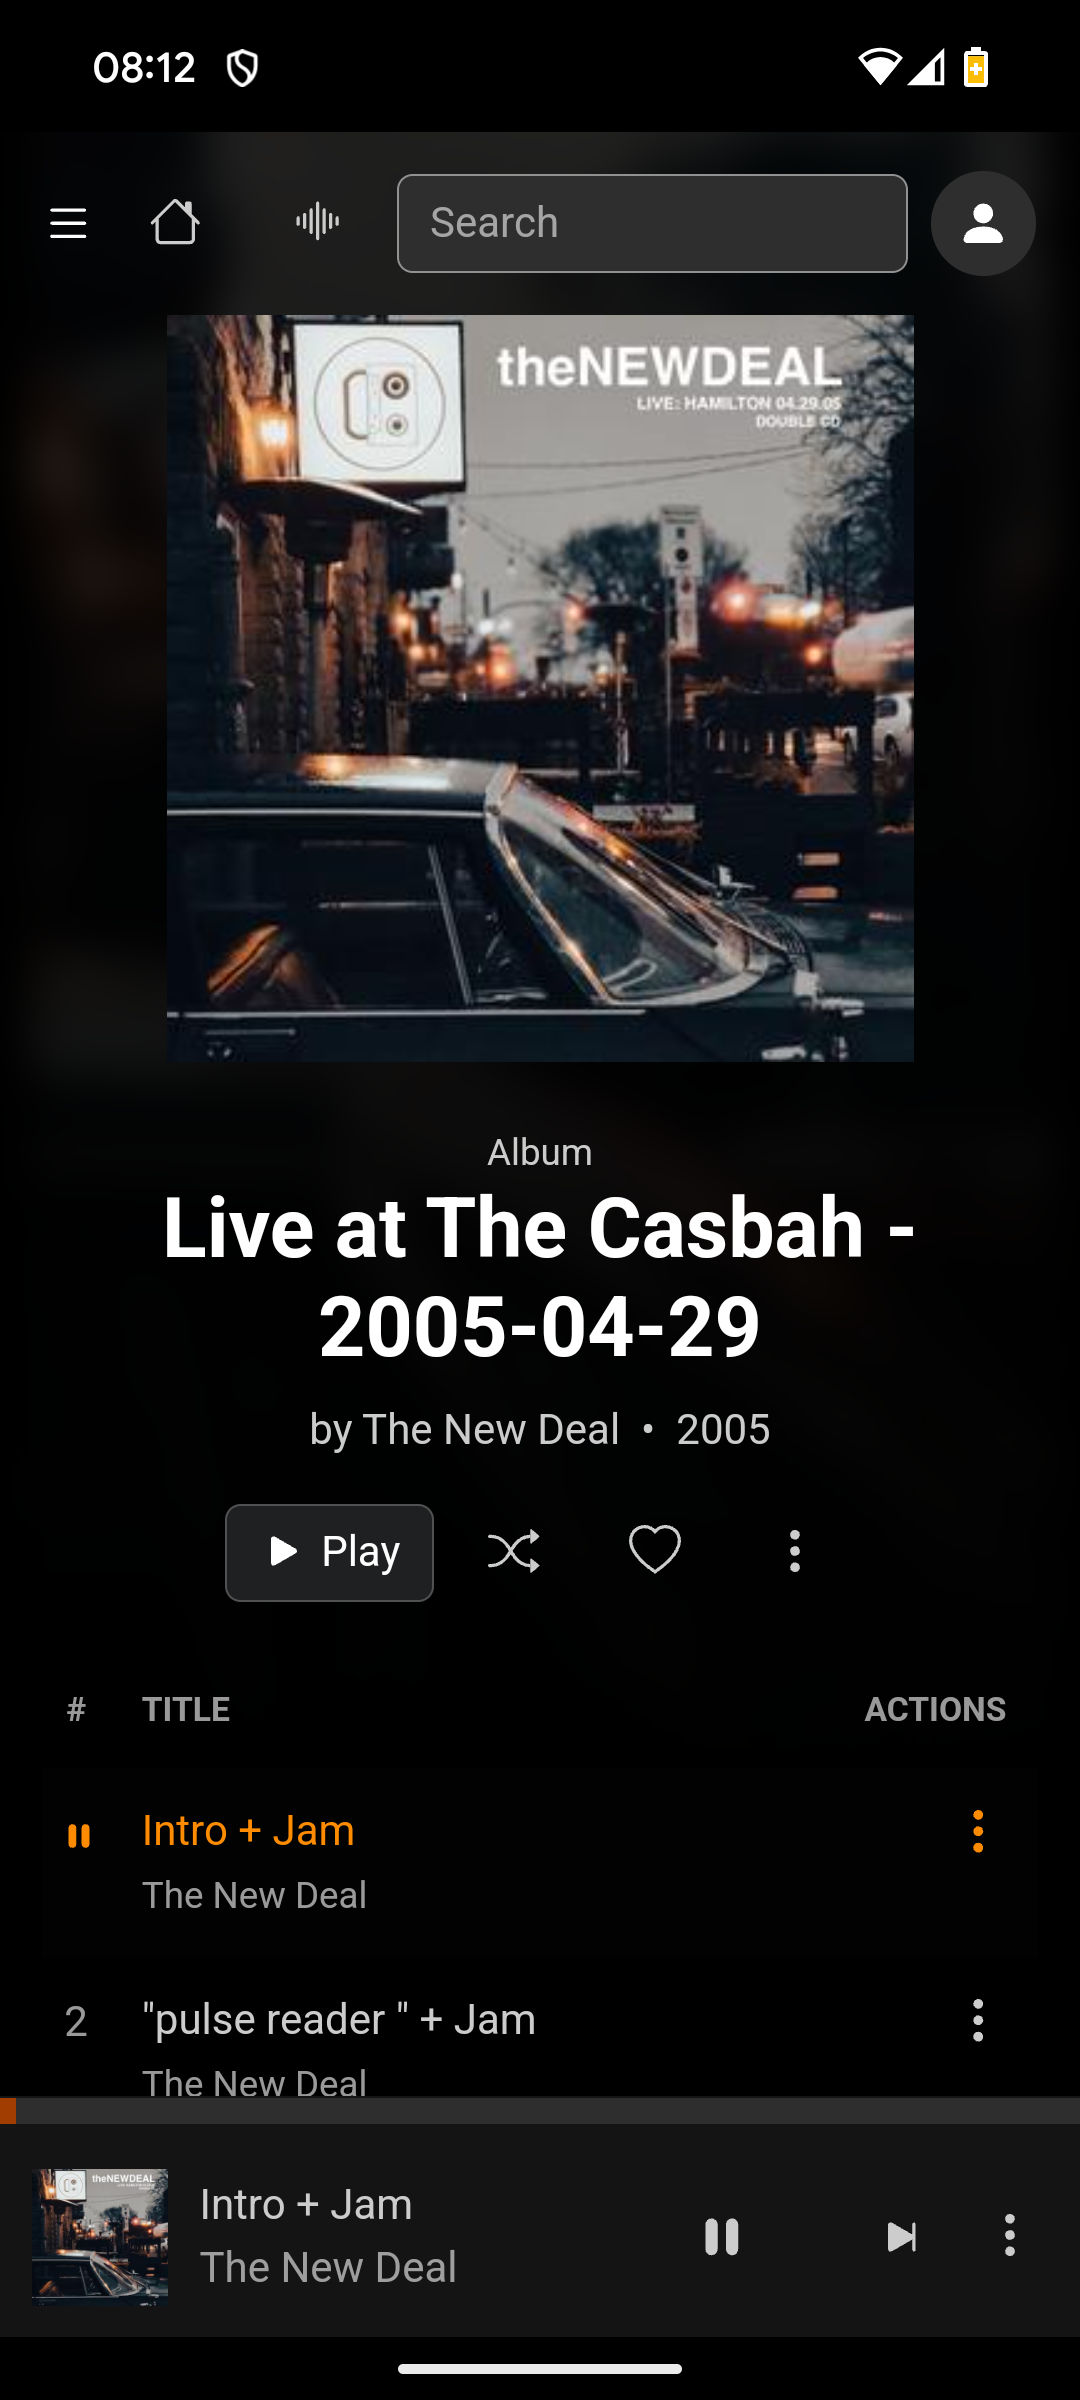 08:12
Search
theNEWDEAL
LIVE: HAMILTON 04.29.05
DOUBLE CD
Album
Live at The Casbah -
2005-04-29
by The New Deal • 2005
Play
# TITLE ACTIONS
Intro + Jam
The New Deal
2 "pulse reader " + Jam
The New Deal
theNEWDEAL
Intro + Jam
The New Deal